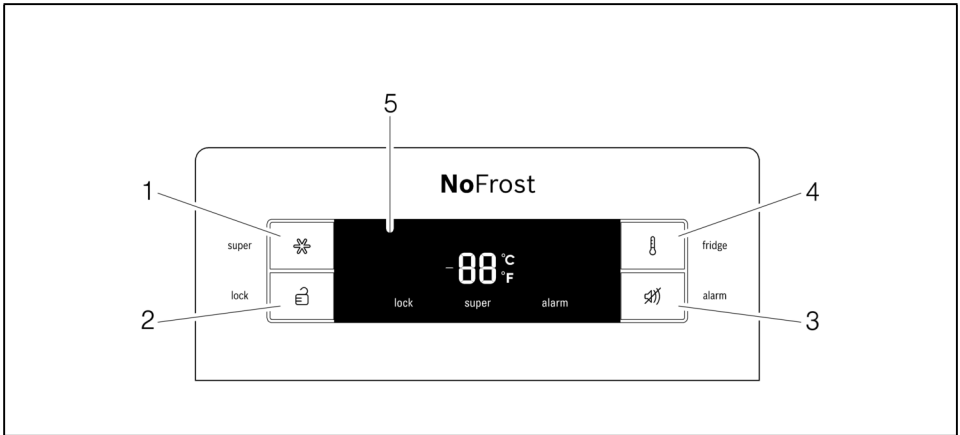 5
NoFrost
1
4
super
fridge
-88 °C
°F
lock
alarm
lock super alarm
2
3